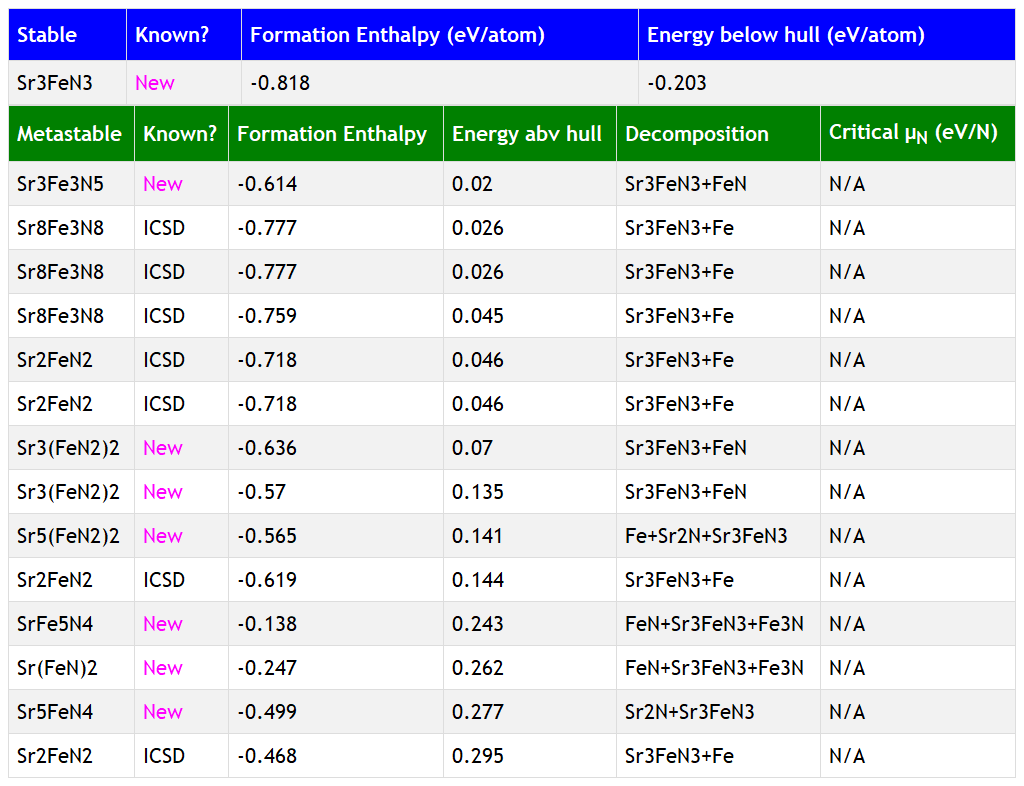 Stable Known? Formation Enthalpy (eV/atom) Energy below hull (eV/atom)
Sr3FeN3 New -0.818 -0.203
Metastable Known? Formation Enthalpy Energy abv hull Decomposition Critical μN (eV/N)
Sr3Fe3N5 New -0.614 0.02 Sr3FeN3+FeN N/A
Sr8Fe3N8 ICSD -0.777 0.026 Sr3FeN3+Fe N/A
Sr8Fe3N8 ICSD -0.777 0.026 Sr3FeN3+Fe N/A
Sr8Fe3N8 ICSD -0.759 0.045 Sr3FeN3+Fe N/A
Sr2FeN2 ICSD -0.718 0.046 Sr3FeN3+Fe N/A
Sr2FeN2 ICSD -0.718 0.046 Sr3FeN3+Fe N/A
Sr3(FeN2)2 New -0.636 0.07 Sr3FeN3+FeN N/A
Sr3(FeN2)2 New -0.57 0.135 Sr3FeN3+FeN N/A
Sr5(FeN2)2 New -0.565 0.141 Fe+Sr2N+Sr3FeN3 N/A
Sr2FeN2 ICSD -0.619 0.144 Sr3FeN3+Fe N/A
SrFe5N4 New -0.138 0.243 FeN+Sr3FeN3+Fe3N N/A
Sr(FeN)2 New -0.247 0.262 FeN+Sr3FeN3+Fe3N N/A
Sr5FeN4 New -0.499 0.277 Sr2N+Sr3FeN3 N/A
Sr2FeN2 ICSD -0.468 0.295 Sr3FeN3+Fe N/A